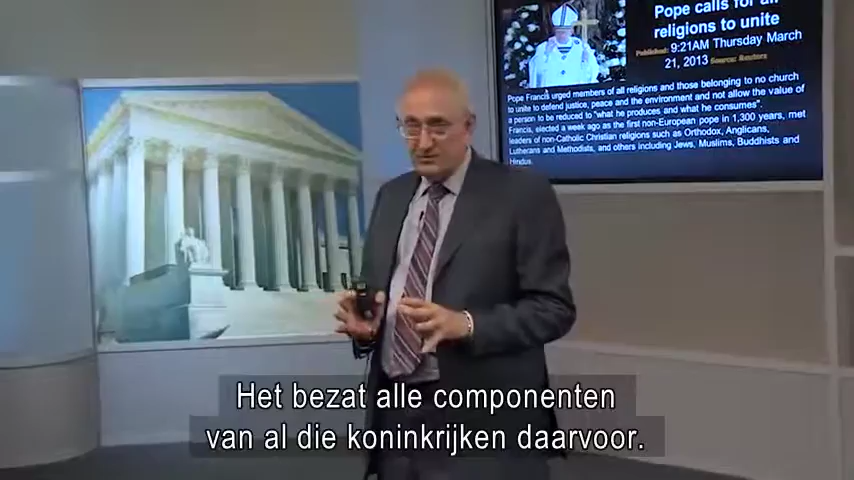 Pope calls for all
religions to unite
Published: 9:21AM Thursday March
21, 2013 Source: Reuters
Pope Francis urged members of all religions and those belonging to no church
to unite to defend justice, peace and the environment and not allow the value of
a person to be reduced to "what he produces and what he consumes".
Francis, elected a week ago as the first non-European pope in 1,300 years, met
leaders of non-Catholic Christian religions such as Orthodox, Anglicans,
Lutherans and Methodists, and others including Jews, Muslims, Buddhists and
Hindus.
Het bezat alle componenten
van al die koninkrijken daarvoor.